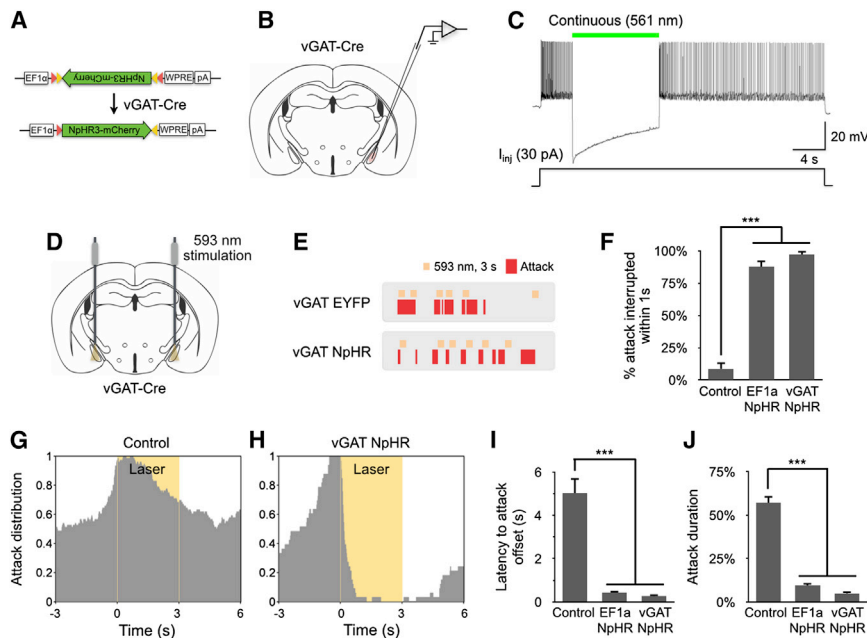 A
EF1α NpHR3-mCherry WPRE pA
vGAT-Cre
EF1α NpHR3-mCherry WPRE pA
B
vGAT-Cre
C
Continuous (561 nm)
20 mV
4 s
Iinj (30 pA)
D
593 nm
stimulation
vGAT-Cre
E
593 nm, 3 s Attack
vGAT EYFP
vGAT NpHR
F
***
% attack interrupted
within 1s
100%
75%
50%
25%
0%
Control EF1a NpHR vGAT NpHR
G
Control
Laser
Attack distribution
1
0.8
0.6
0.4
0.2
0
-3 0 3 6
Time (s)
H
vGAT NpHR
Laser
1
0.8
0.6
0.4
0.2
0
-3 0 3 6
Time (s)
I
***
Latency to attack
offset (s)
6
4
2
0
Control EF1a NpHR vGAT NpHR
J
***
Attack duration
75%
50%
25%
0%
Control EF1a NpHR vGAT NpHR